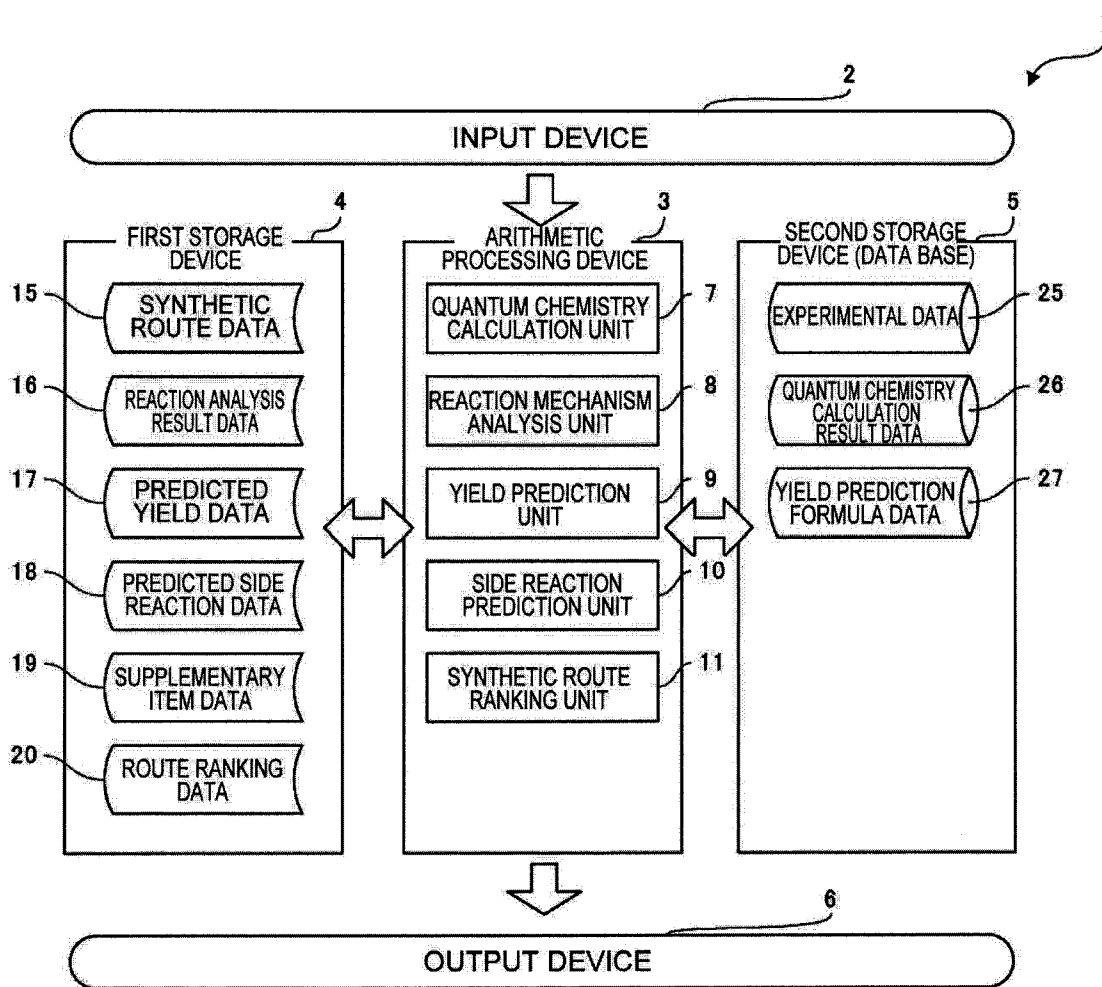 2
INPUT DEVICE
4
FIRST STORAGE
DEVICE
15
SYNTHETIC
ROUTE DATA
16
REACTION ANALYSIS
RESULT DATA
17
PREDICTED
YIELD DATA
18
PREDICTED SIDE
REACTION DATA
19
SUPPLEMENTARY
ITEM DATA
20
ROUTE RANKING
DATA
3
ARITHMETIC
PROCESSING DEVICE
QUANTUM CHEMISTRY
CALCULATION UNIT
7
REACTION MECHANISM
ANALYSIS UNIT
8
YIELD PREDICTION
UNIT
9
SIDE REACTION
PREDICTION UNIT
10
SYNTHETIC ROUTE
RANKING UNIT
11
5
SECOND STORAGE
DEVICE (DATA BASE)
EXPERIMENTAL DATA
25
QUANTUM CHEMISTRY
CALCULATION
RESULT DATA
26
YIELD PREDICTION
FORMULA DATA
27
6
OUTPUT DEVICE